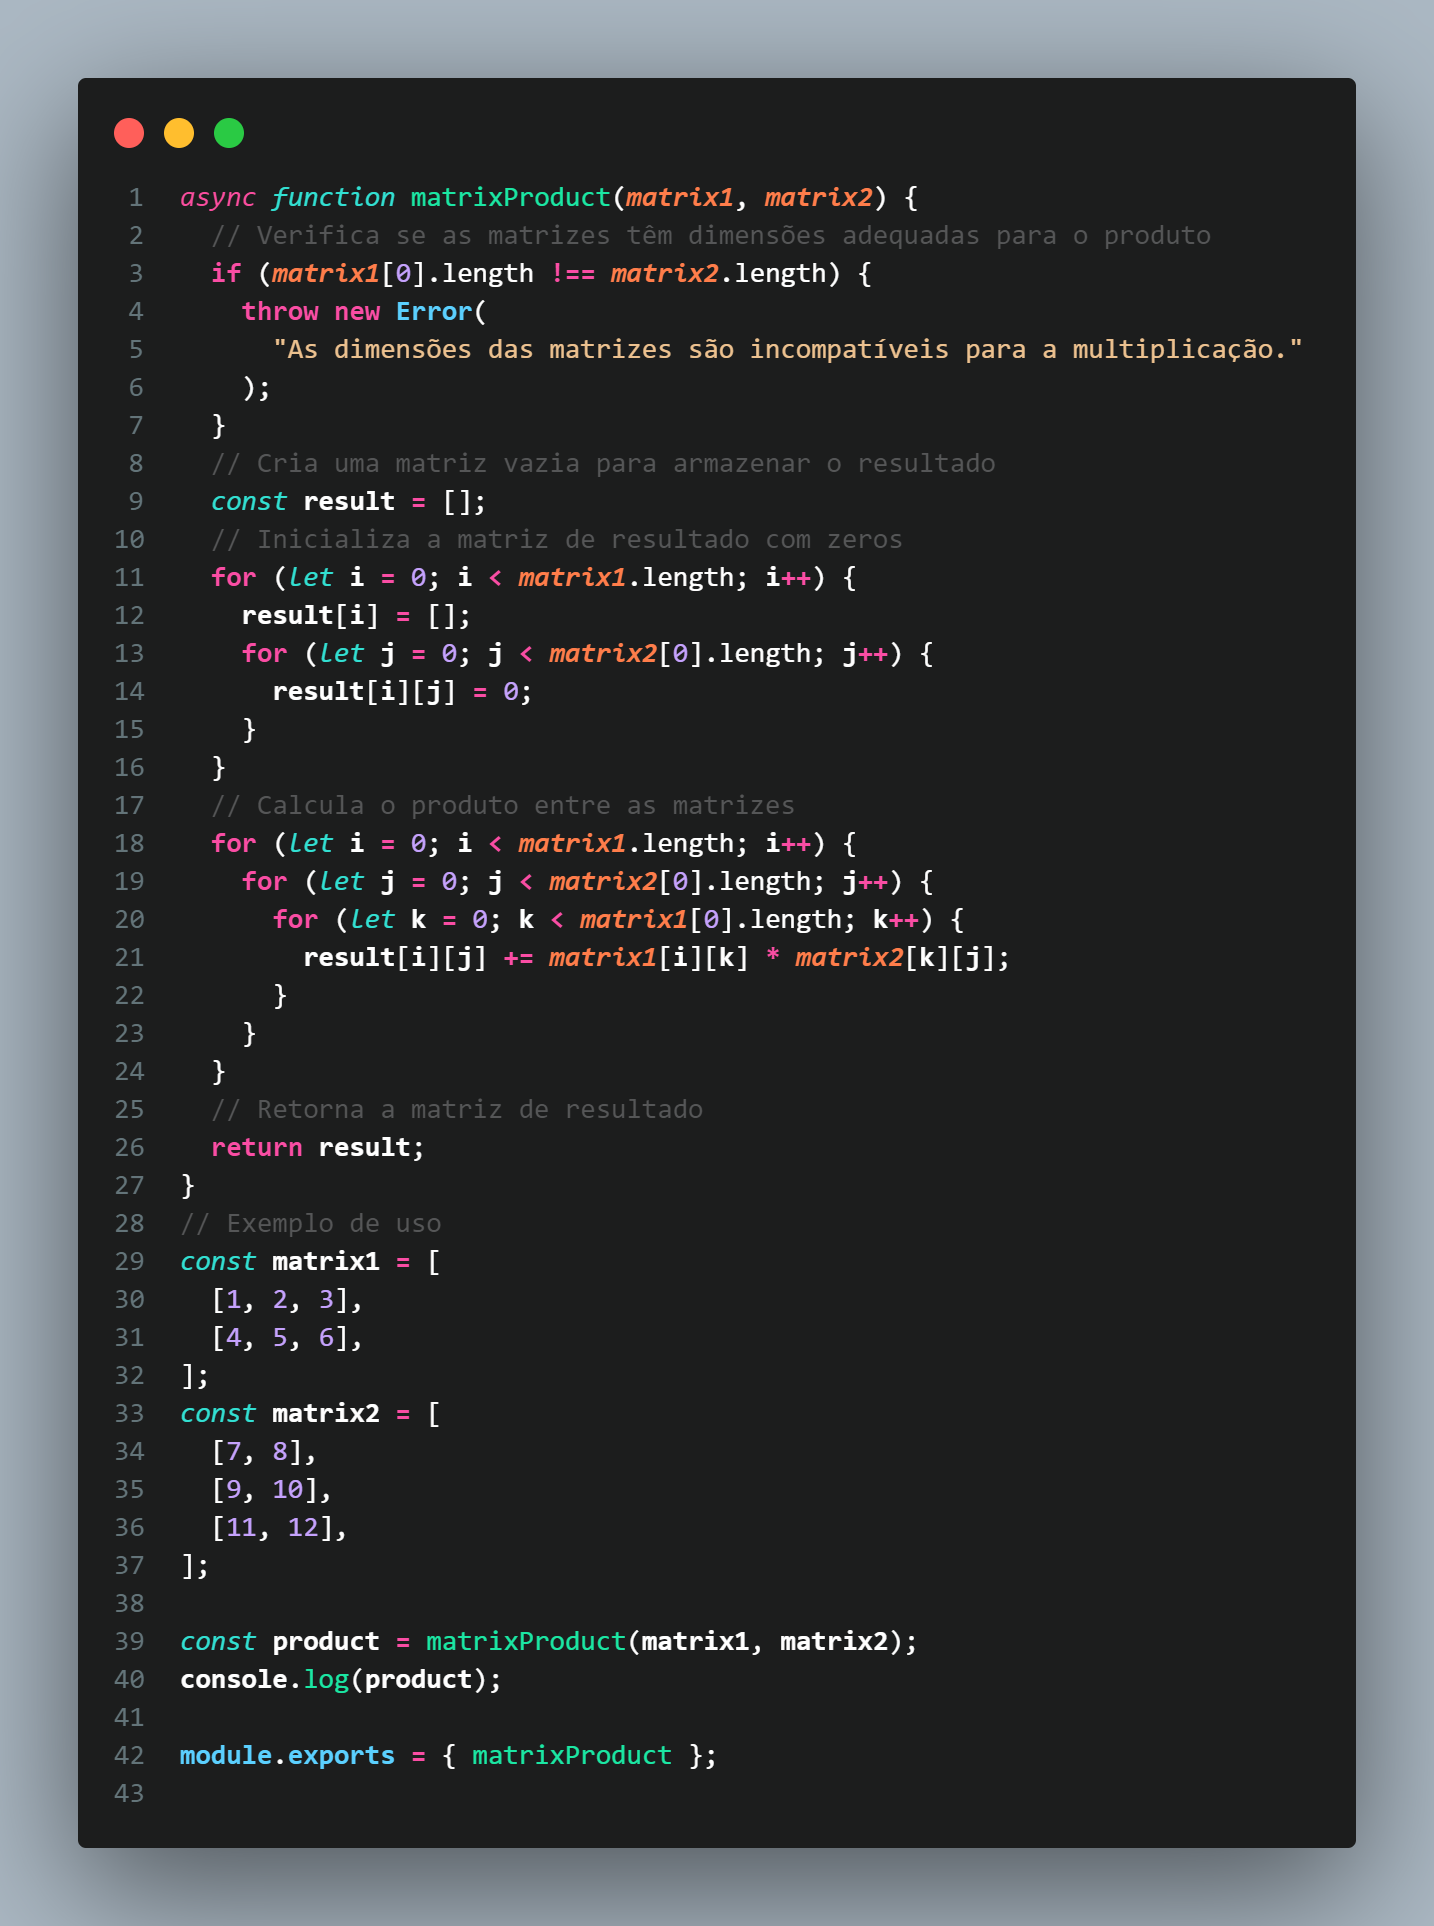 1 async function matrixProduct(matrix1, matrix2) {
2   // Verifica se as matrizes têm dimensões adequadas para o produto
3   if (matrix1[0].length !== matrix2.length) {
4     throw new Error(
5       "As dimensões das matrizes são incompatíveis para a multiplicação."
6     );
7   }
8   // Cria uma matriz vazia para armazenar o resultado
9   const result = [];
10   // Inicializa a matriz de resultado com zeros
11   for (let i = 0; i < matrix1.length; i++) {
12     result[i] = [];
13     for (let j = 0; j < matrix2[0].length; j++) {
14       result[i][j] = 0;
15     }
16   }
17   // Calcula o produto entre as matrizes
18   for (let i = 0; i < matrix1.length; i++) {
19     for (let j = 0; j < matrix2[0].length; j++) {
20       for (let k = 0; k < matrix1[0].length; k++) {
21         result[i][j] += matrix1[i][k] * matrix2[k][j];
22       }
23     }
24   }
25   // Retorna a matriz de resultado
26   return result;
27 }
28 // Exemplo de uso
29 const matrix1 = [
30   [1, 2, 3],
31   [4, 5, 6],
32 ];
33 const matrix2 = [
34   [7, 8],
35   [9, 10],
36   [11, 12],
37 ];
38
39 const product = matrixProduct(matrix1, matrix2);
40 console.log(product);
41
42 module.exports = { matrixProduct };
43